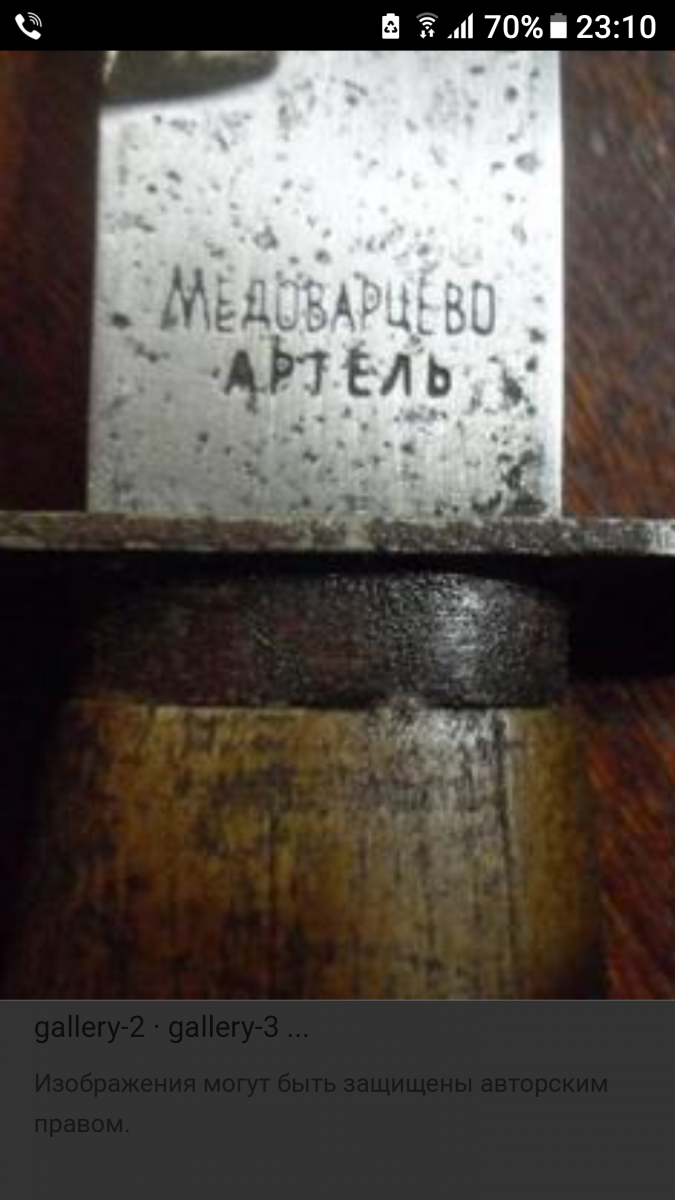 70% 23:10
МЕДОВАРЦЕВО
АРТЕЛЬ
gallery-2 · gallery-3 ...
Изображения могут быть защищены авторским
правом.